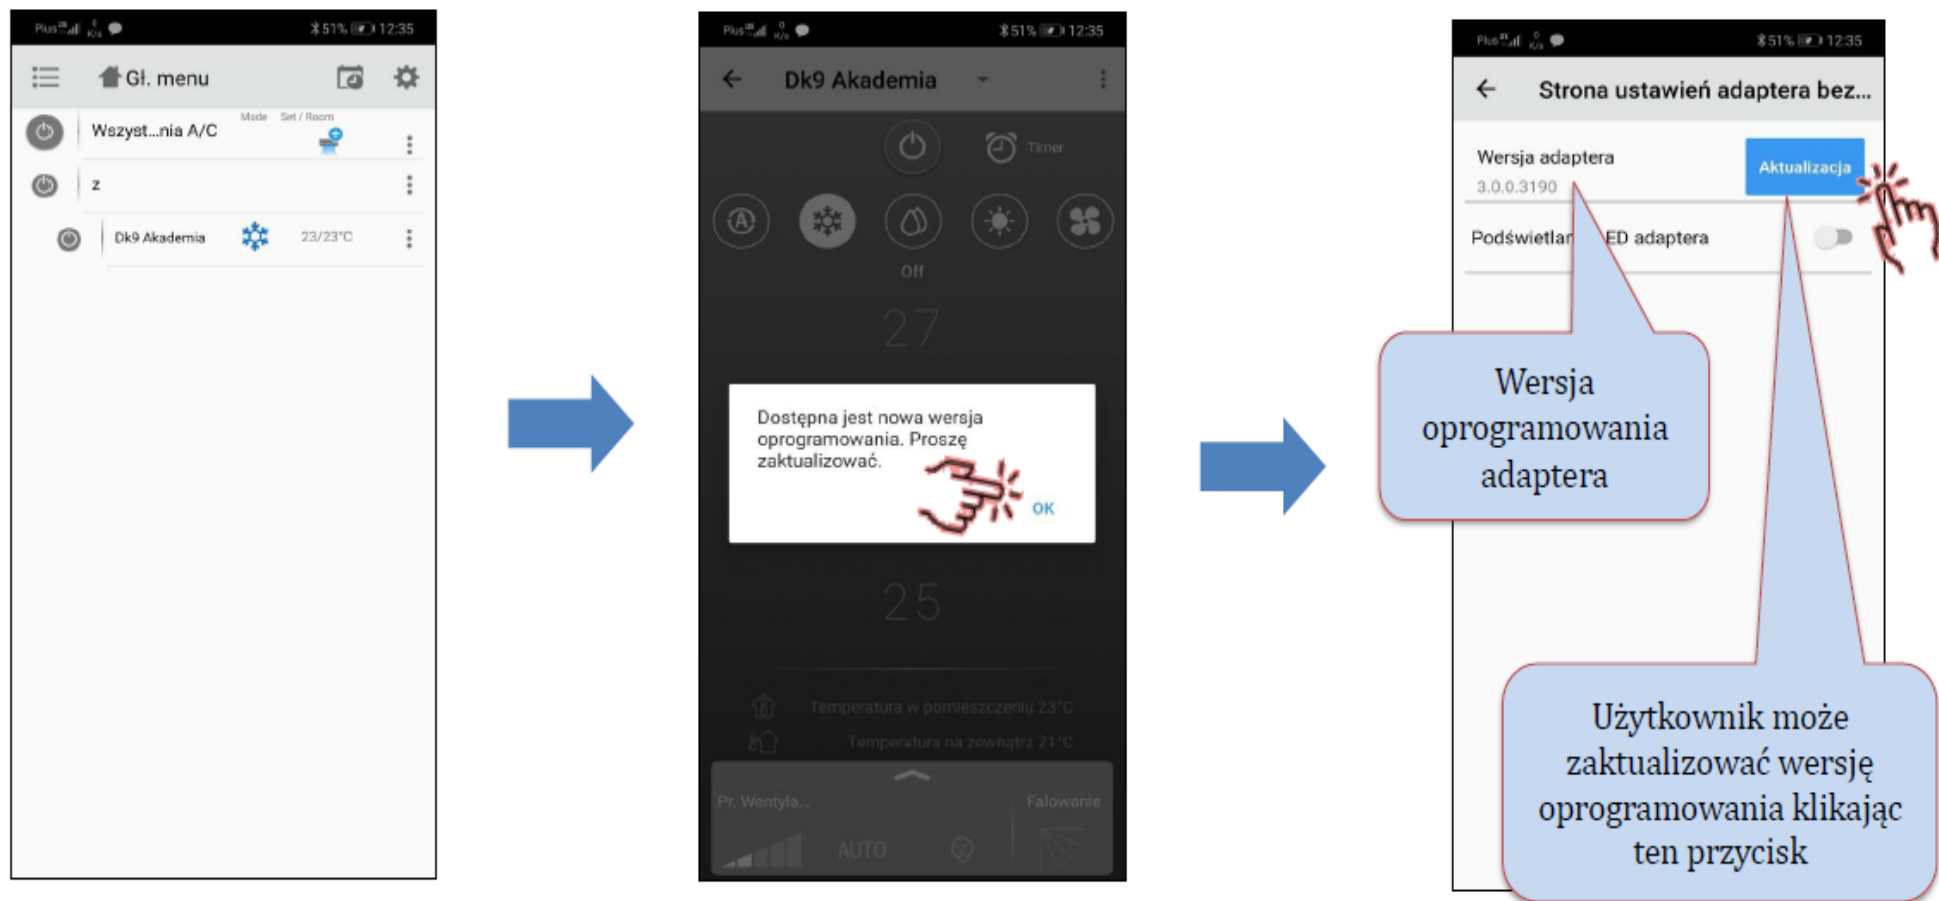 Plus
0
K/s
51%
12:35
Gł. menu
Mode Set / Room
Wszyst...nia A/C
z
Dk9 Akademia
23/23°C
Plus
0
K/s
51%
12:35
Dk9 Akademia
Timer
A
Off
27
Dostępna jest nowa wersja
oprogramowania. Proszę
zaktualizować.
OK
25
Temperatura w pomieszczeniu 23°C
Temperatura na zewnątrz 21°C
Pr. Wentyla...
Falowanie
AUTO
Plus
0
K/s
51%
12:35
Strona ustawień adaptera bez...
Wersja adaptera
3.0.0.3190
Aktualizacja
Podświetlan ED adaptera
Wersja
oprogramowania
adaptera
Użytkownik może
zaktualizować wersję
oprogramowania klikając
ten przycisk